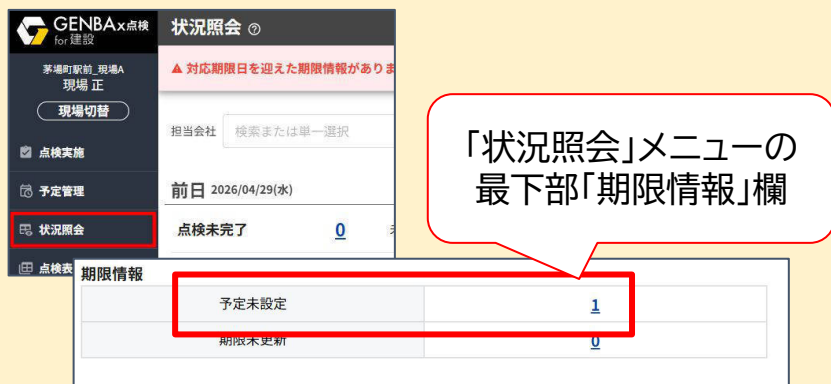 GENBAx点検
for 建設
茅場町駅前_現場A
現場 正
現場切替
点検実施
予定管理
状況照会
点検表
状況照会
対応期限日を迎えた期限情報がありま
担当会社 検索または単一選択
前日 2026/04/29(水)
点検未完了 0
「状況照会」メニューの
最下部「期限情報」欄
期限情報
予定未設定 1
期限未更新 0